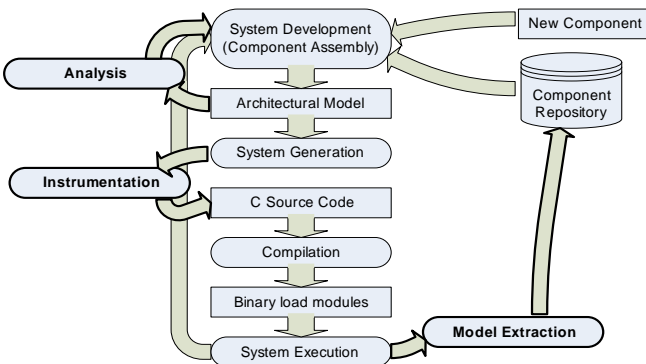 System Development
(Component Assembly)
New Component
Analysis
Component
Repository
Architectural Model
System Generation
Instrumentation
C Source Code
Compilation
Binary load modules
Model Extraction
System Execution